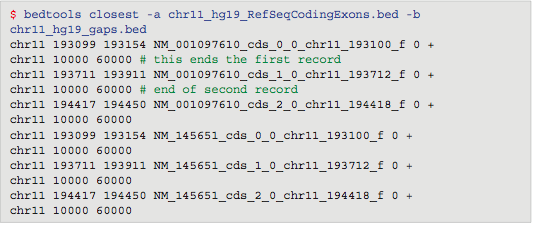 $ bedtools closest -a chr11_hg19_RefSeqCodingExons.bed -b
chr11_hg19_gaps.bed
chr11 193099 193154 NM_001097610_cds_0_0_chr11_193100_f 0 +
chr11 10000 60000 # this ends the first record
chr11 193711 193911 NM_001097610_cds_1_0_chr11_193712_f 0 +
chr11 10000 60000 # end of second record
chr11 194417 194450 NM_001097610_cds_2_0_chr11_194418_f 0 +
chr11 10000 60000
chr11 193099 193154 NM_145651_cds_0_0_chr11_193100_f 0 +
chr11 10000 60000
chr11 193711 193911 NM_145651_cds_1_0_chr11_193712_f 0 +
chr11 10000 60000
chr11 194417 194450 NM_145651_cds_2_0_chr11_194418_f 0 +
chr11 10000 60000